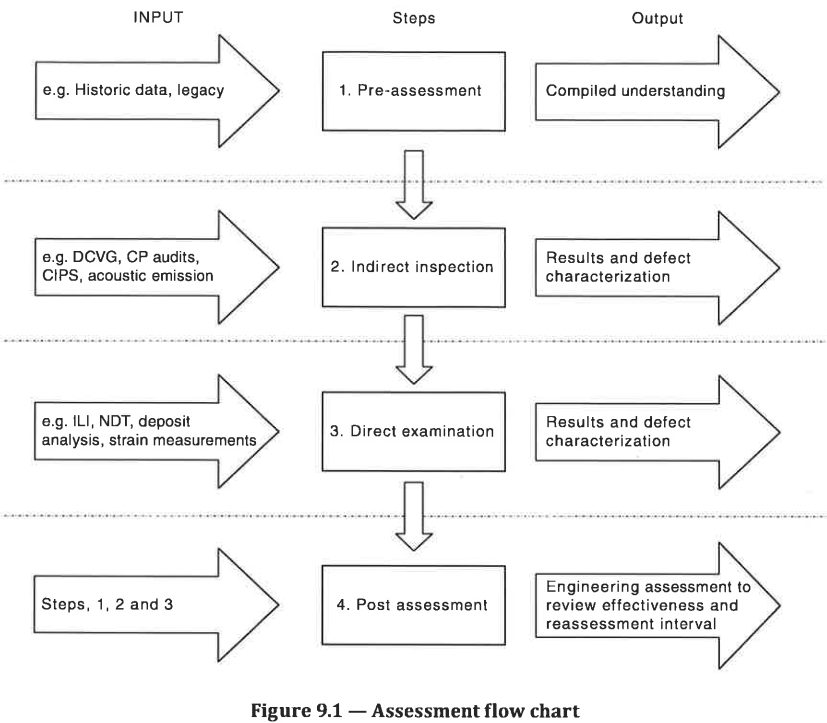 INPUT Steps Output
e.g. Historic data, legacy
1. Pre-assessment
Compiled understanding
e.g. DCVG, CP audits,
CIPS, acoustic emission
2. Indirect inspection
Results and defect
characterization
e.g. ILI, NDT, deposit
analysis, strain measurements
3. Direct examination
Results and defect
characterization
Steps, 1, 2 and 3
4. Post assessment
Engineering assessment to
review effectiveness and
reassessment interval
Figure 9.1 — Assessment flow chart